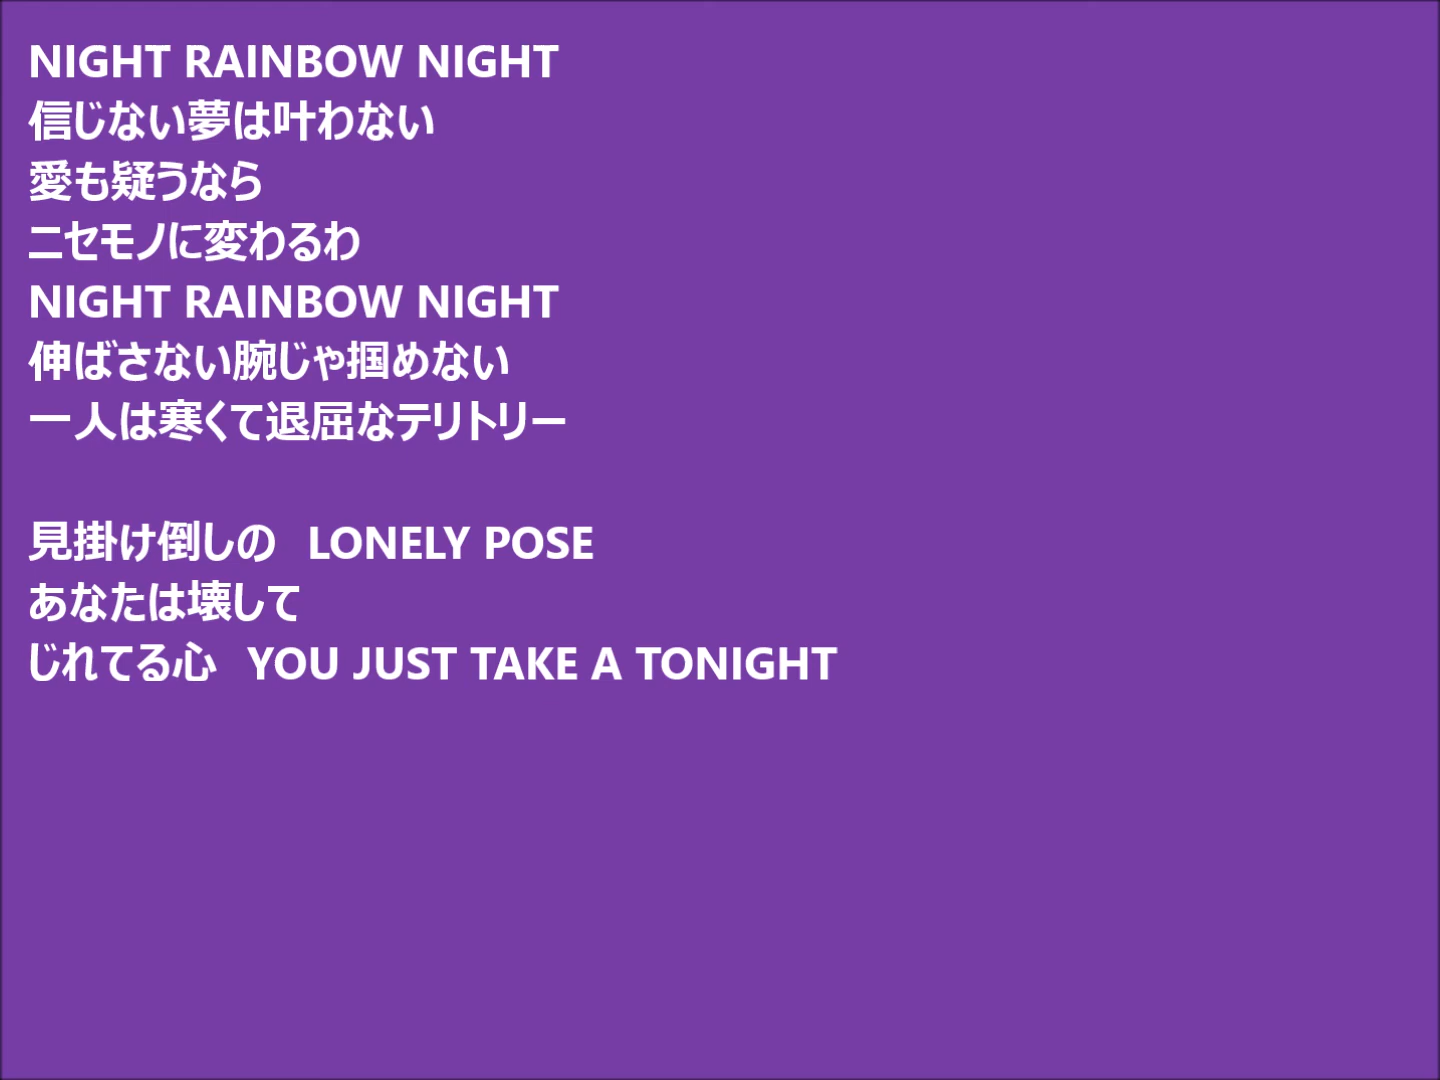 NIGHT RAINBOW NIGHT
信じない夢は叶わない
愛も疑うなら
ニセモノに変わるわ
NIGHT RAINBOW NIGHT
伸ばさない腕じゃ掴めない
一人は寒くて退屈なテリトリー
見掛け倒しの　LONELY POSE
あなたは壊して
じれてる心　YOU JUST TAKE A TONIGHT